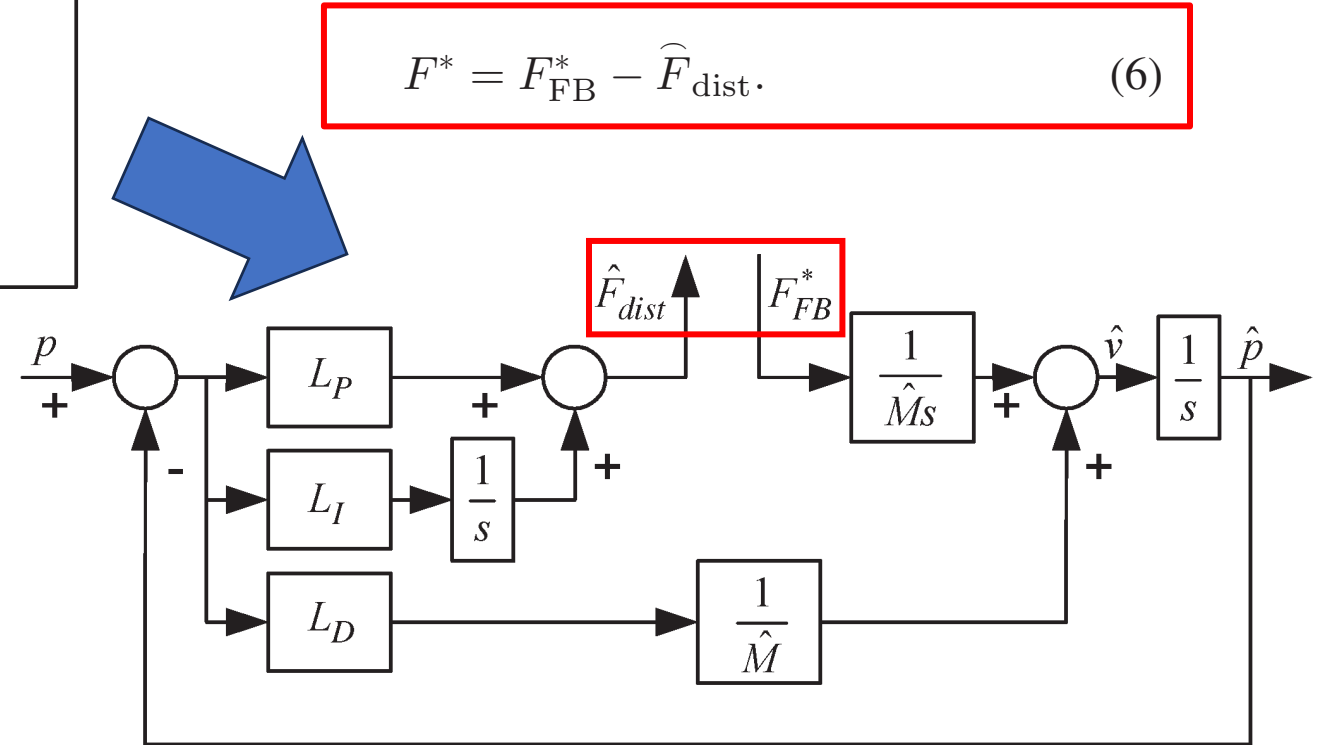 F* = F*_FB − F̂_dist. (6)
F̂_dist F*_FB
p + - L_P + + 1/(M̂s) + + v̂ 1/s p̂
L_I 1/s
L_D 1/M̂